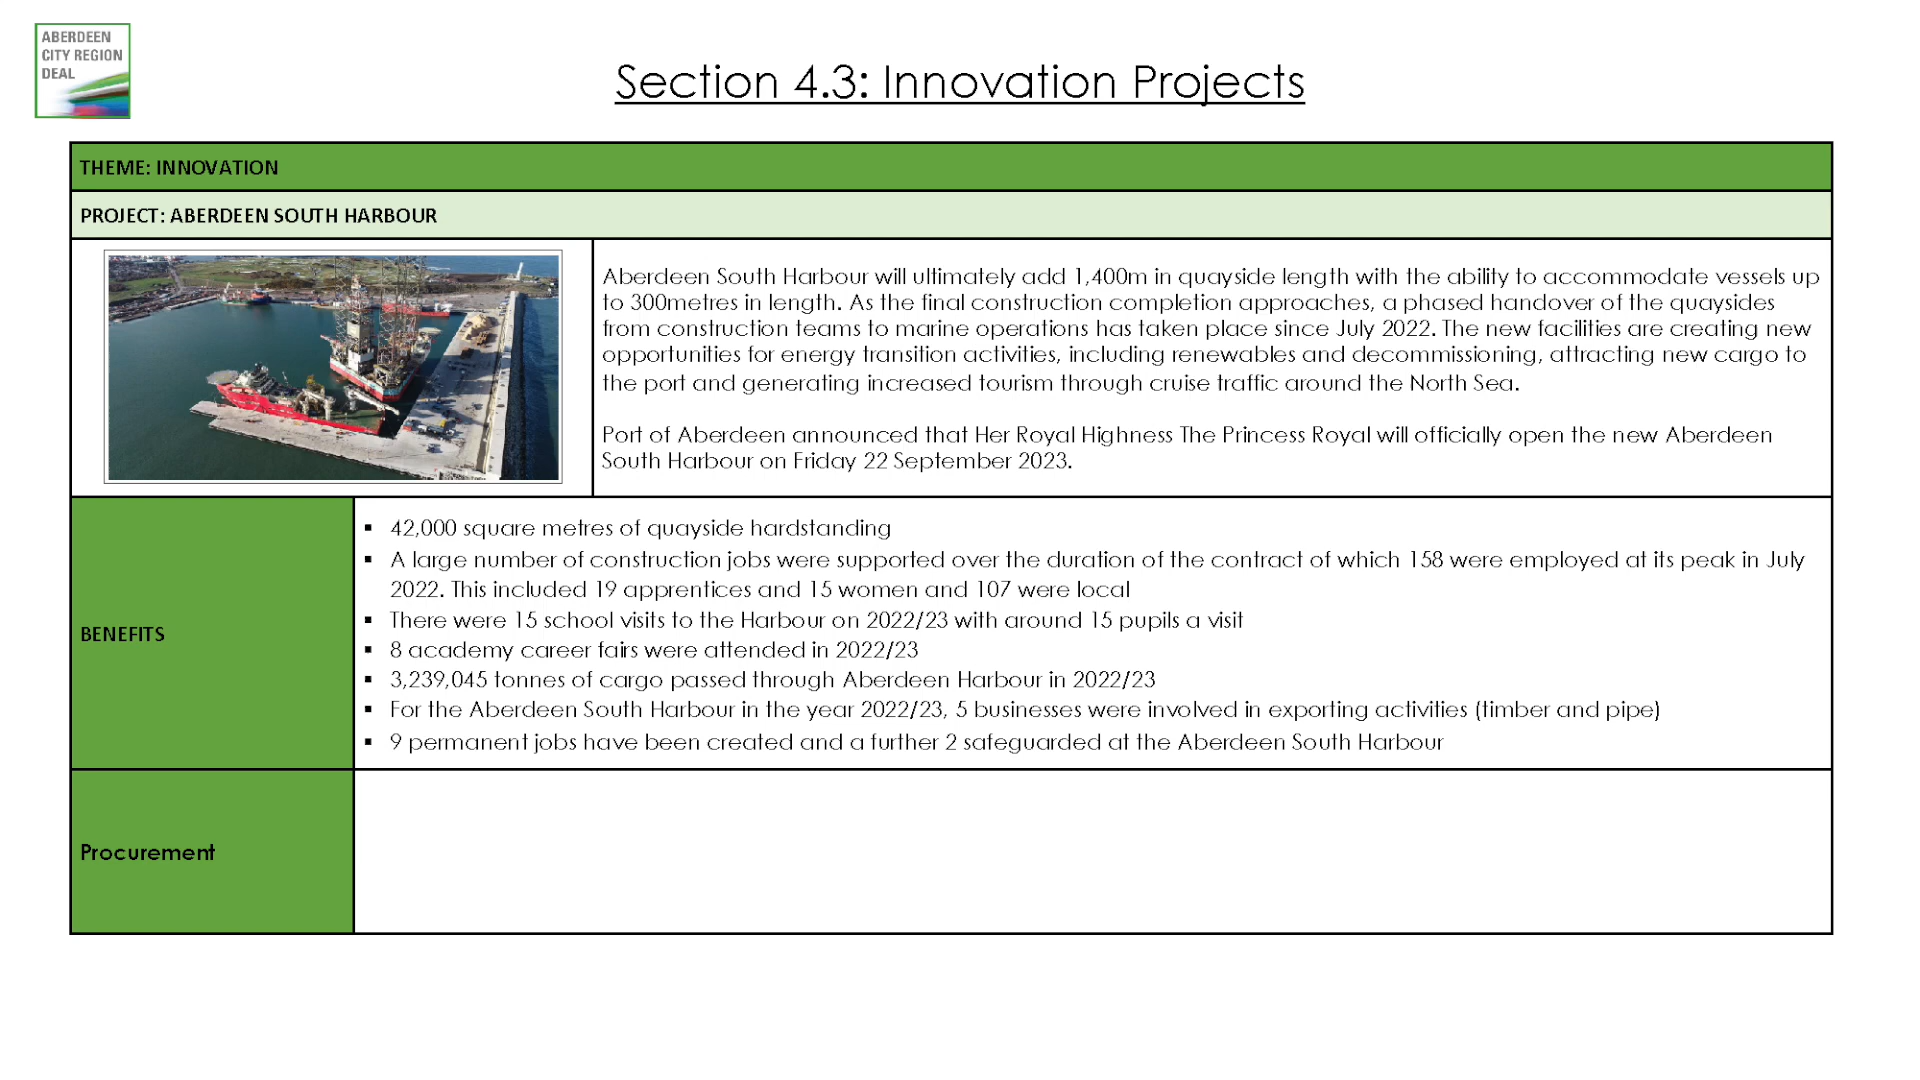 ABERDEEN
CITY REGION
DEAL
Section 4.3: Innovation Projects
THEME: INNOVATION
PROJECT: ABERDEEN SOUTH HARBOUR
Aberdeen South Harbour will ultimately add 1,400m in quayside length with the ability to accommodate vessels up
to 300metres in length. As the final construction completion approaches, a phased handover of the quaysides
from construction teams to marine operations has taken place since July 2022. The new facilities are creating new
opportunities for energy transition activities, including renewables and decommissioning, attracting new cargo to
the port and generating increased tourism through cruise traffic around the North Sea.
Port of Aberdeen announced that Her Royal Highness The Princess Royal will officially open the new Aberdeen
South Harbour on Friday 22 September 2023.
BENEFITS
▪ 42,000 square metres of quayside hardstanding
▪ A large number of construction jobs were supported over the duration of the contract of which 158 were employed at its peak in July
2022. This included 19 apprentices and 15 women and 107 were local
▪ There were 15 school visits to the Harbour on 2022/23 with around 15 pupils a visit
▪ 8 academy career fairs were attended in 2022/23
▪ 3,239,045 tonnes of cargo passed through Aberdeen Harbour in 2022/23
▪ For the Aberdeen South Harbour in the year 2022/23, 5 businesses were involved in exporting activities (timber and pipe)
▪ 9 permanent jobs have been created and a further 2 safeguarded at the Aberdeen South Harbour
Procurement